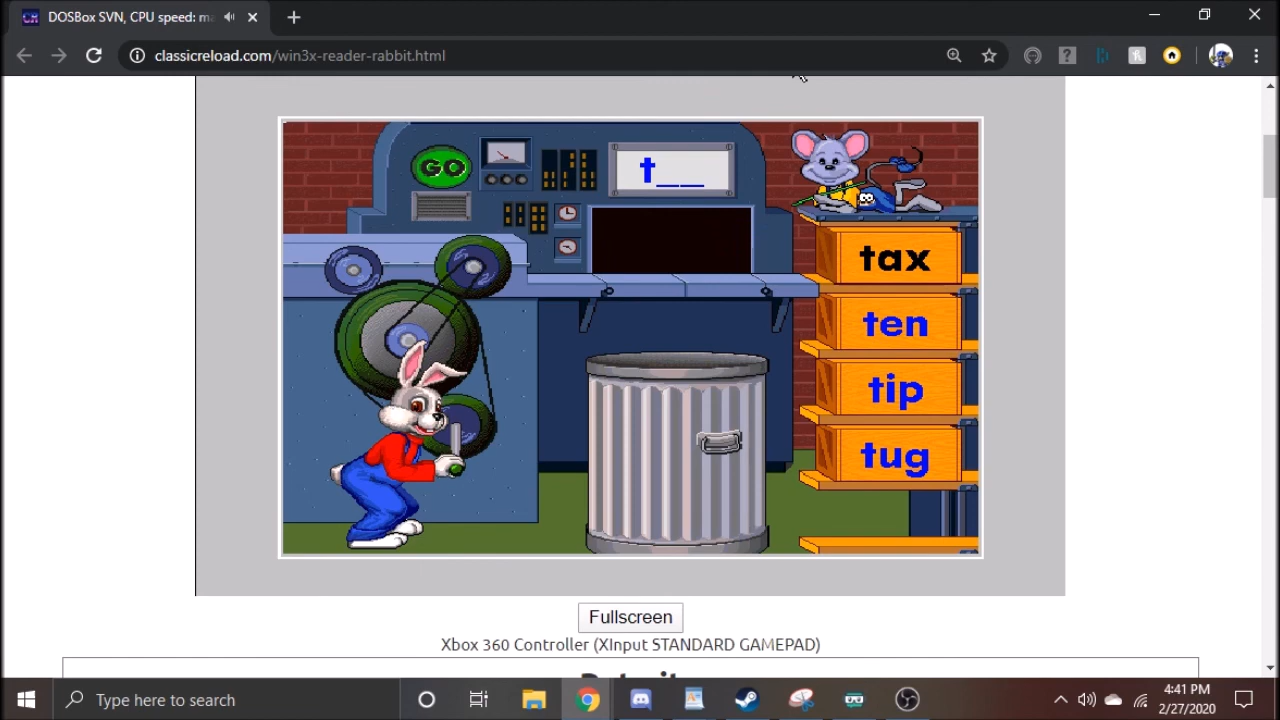 DOSBox SVN, CPU speed: ma
classicreload.com/win3x-reader-rabbit.html
GO
t__
tax
ten
tip
tug
Fullscreen
Xbox 360 Controller (XInput STANDARD GAMEPAD)
Type here to search
4:41 PM
2/27/2020